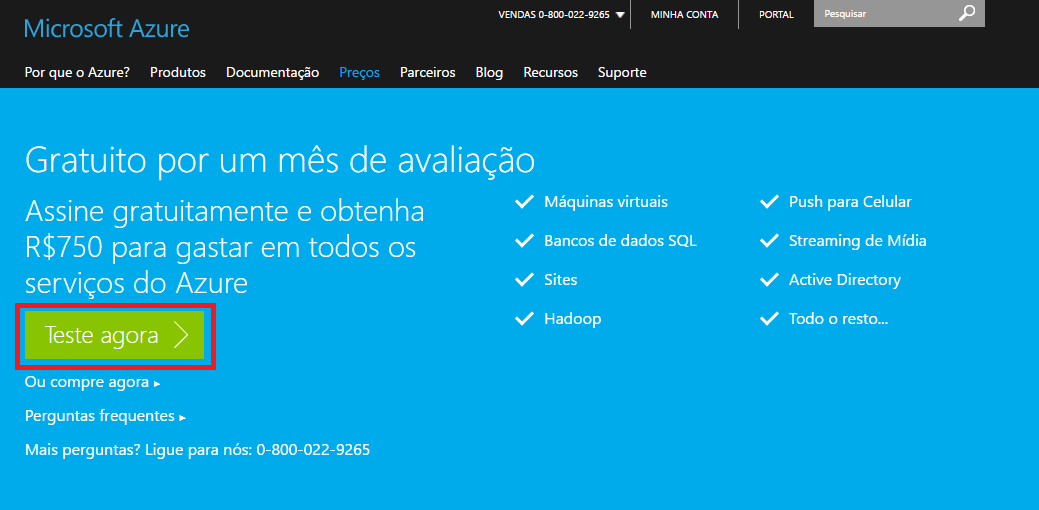 Microsoft Azure
VENDAS 0-800-022-9265
MINHA CONTA
PORTAL
Pesquisar
Por que o Azure?
Produtos
Documentação
Preços
Parceiros
Blog
Recursos
Suporte
Gratuito por um mês de avaliação
Assine gratuitamente e obtenha
R$750 para gastar em todos os
serviços do Azure
Teste agora
Ou compre agora
Perguntas frequentes
Mais perguntas? Ligue para nós: 0-800-022-9265
Máquinas virtuais
Bancos de dados SQL
Sites
Hadoop
Push para Celular
Streaming de Mídia
Active Directory
Todo o resto...